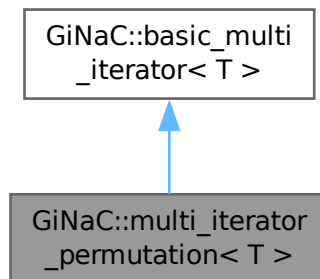 GiNaC::basic_multi
_iterator< T >
GiNaC::multi_iterator
_permutation< T >